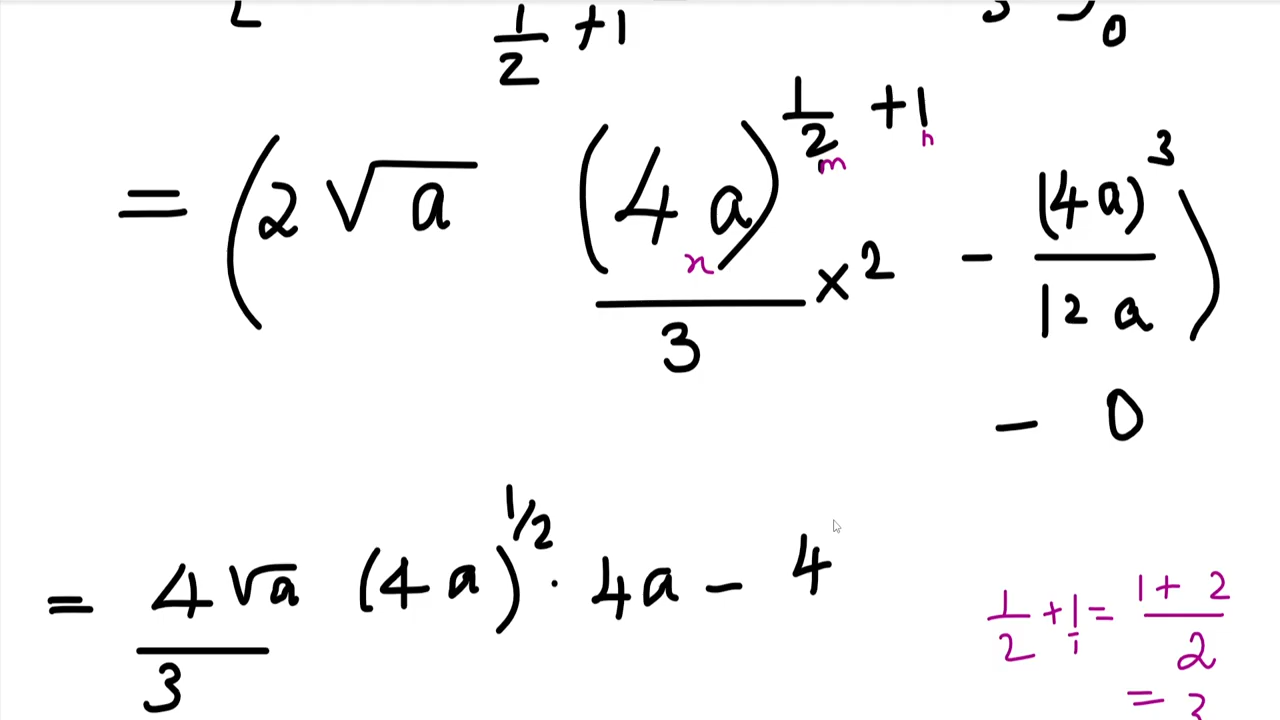 1/2 + 1
0
= (2 √a (4a)^(1/2 + 1) / 3 × 2 - (4a)^3 / 12a)
m n
x
- 0
= 4√a / 3 (4a)^1/2 · 4a - 4
1/2 + 1/1 = 1 + 2 / 2
= 3